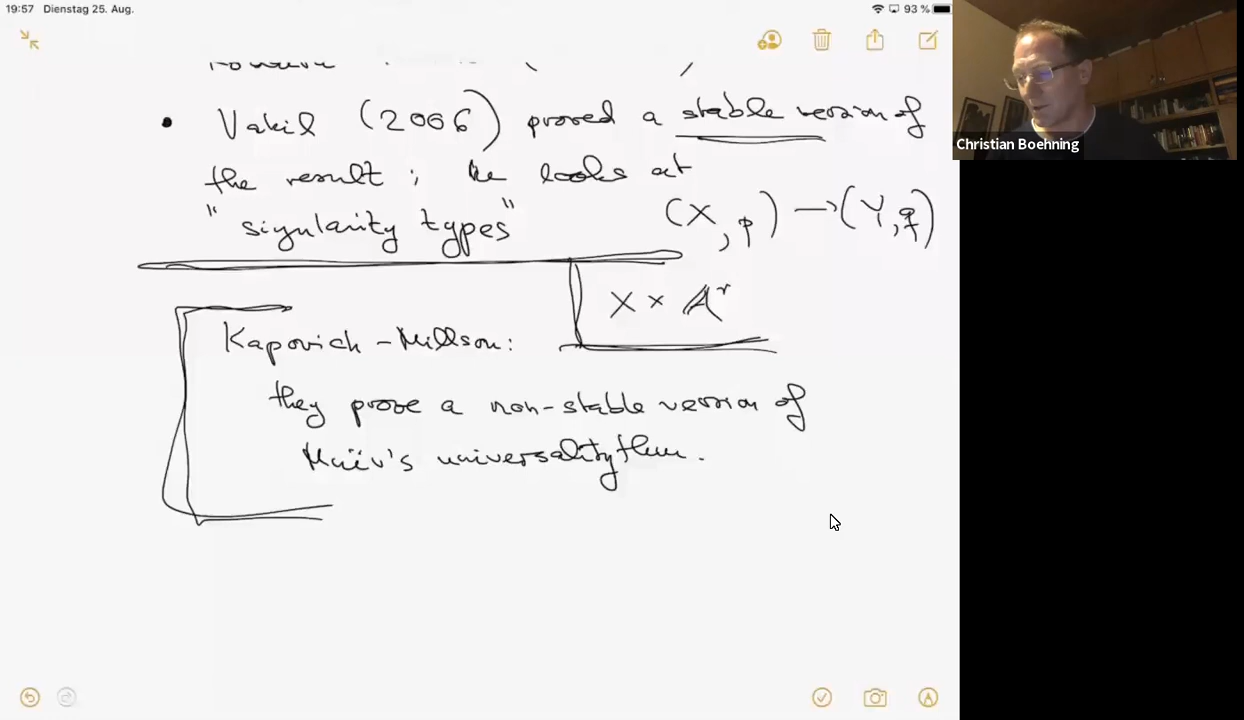 19:57 Dienstag 25. Aug.
93 %
• Vakil (2006) proved a stable version of
the result; he looks at
"singularity types" (X, p) → (Y, q)
X × 𝔸ʳ
Kapovich-Millson:
they prove a non-stable version of
Mnëv's universality thm.
Christian Boehning